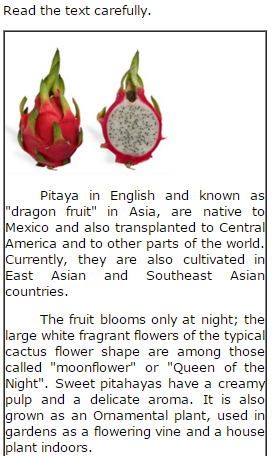 Read the text carefully.
Pitaya in English and known as
"dragon fruit" in Asia, are native to
Mexico and also transplanted to Central
America and to other parts of the world.
Currently, they are also cultivated in
East Asian and Southeast Asian
countries.
The fruit blooms only at night; the
large white fragrant flowers of the typical
cactus flower shape are among those
called "moonflower" or "Queen of the
Night". Sweet pitahayas have a creamy
pulp and a delicate aroma. It is also
grown as an Ornamental plant, used in
gardens as a flowering vine and a house
plant indoors.